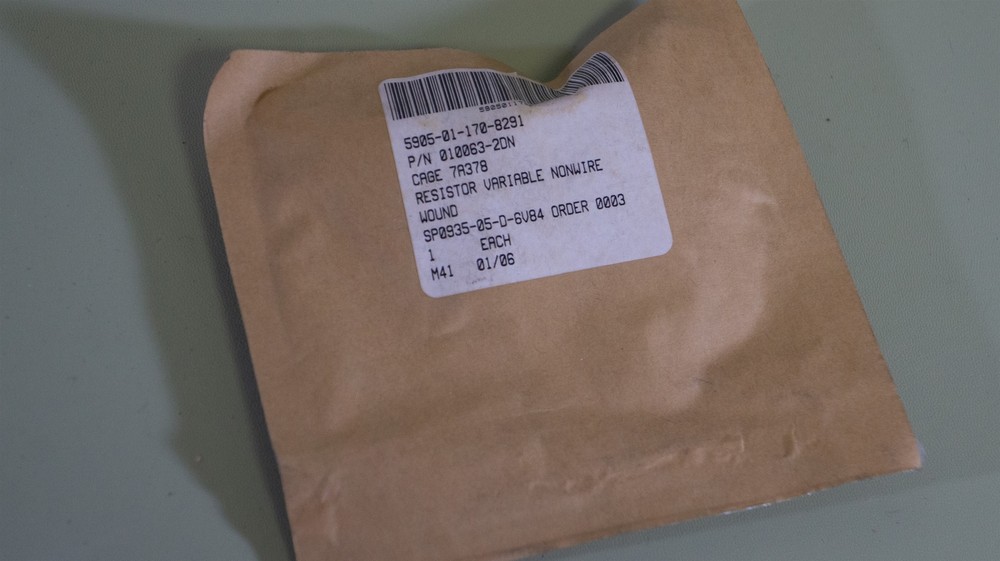 5905-01-170-8291
P/N 010063-2DN
CAGE 7A378
RESISTOR VARIABLE NONWIRE
WOUND
SP0935-05-D-6V84 ORDER 0003
1 EACH
M41 01/06